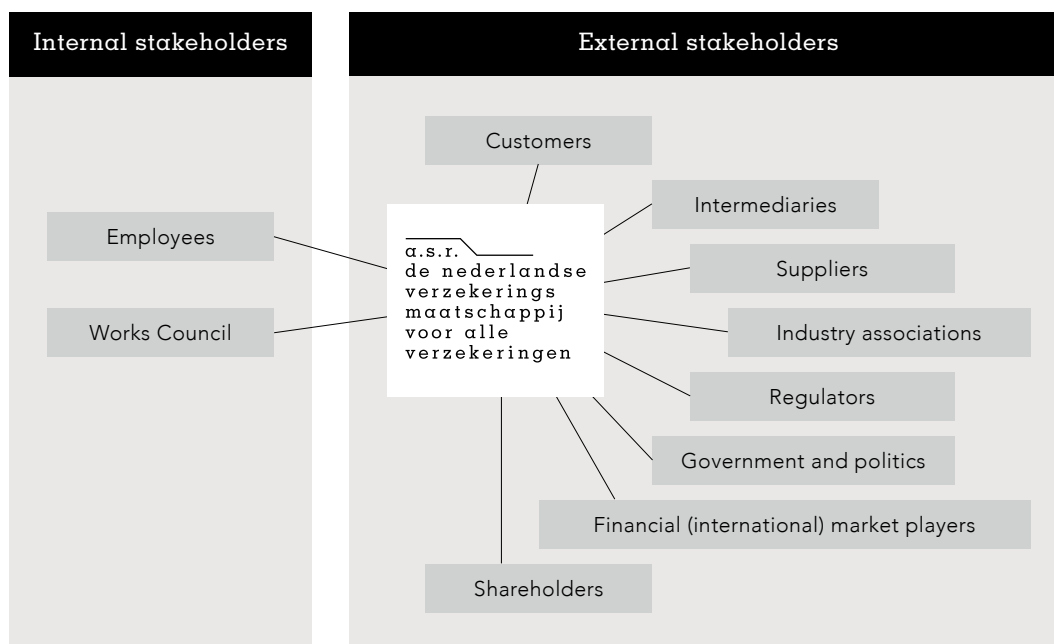 Internal stakeholders
External stakeholders
Employees
Works Council
a.s.r.
de nederlandse
verzekerings
maatschappij
voor alle
verzekeringen
Customers
Intermediaries
Suppliers
Industry associations
Regulators
Government and politics
Financial (international) market players
Shareholders